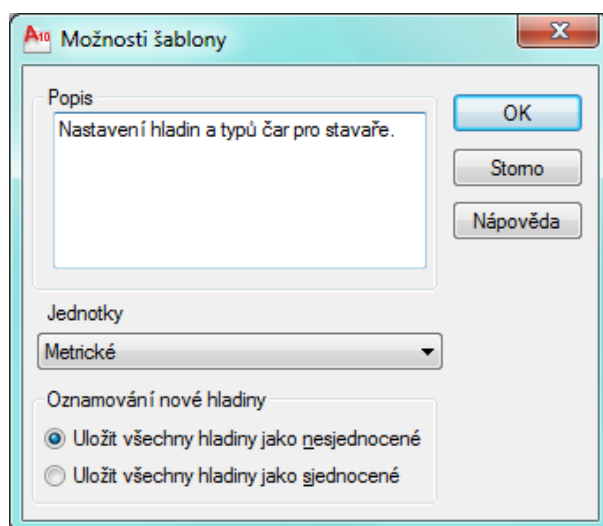 A10 Možnosti šablony
Popis
Nastavení hladin a typů čar pro stavaře.
OK
Storno
Nápověda
Jednotky
Metrické
Oznamování nové hladiny
Uložit všechny hladiny jako nesjednocené
Uložit všechny hladiny jako sjednocené